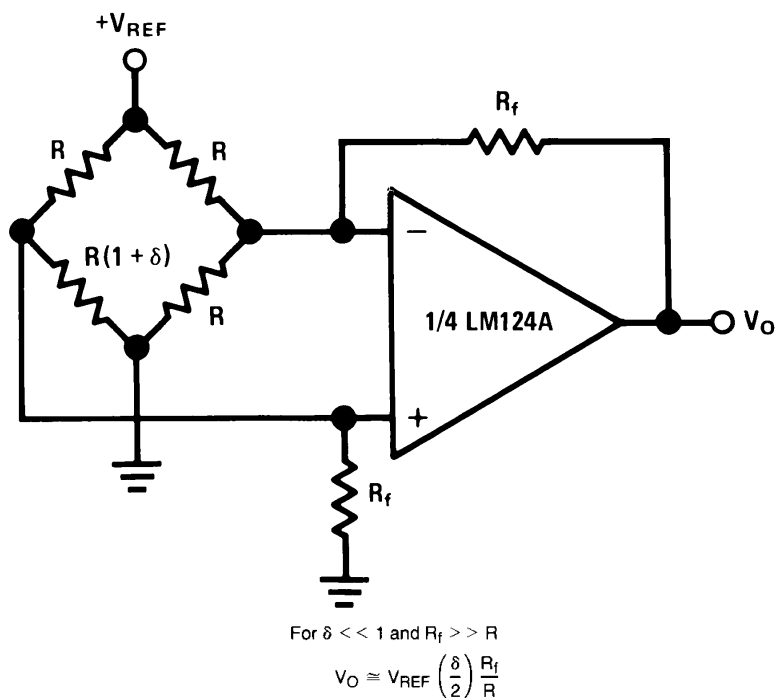 +VREF
Rf
R
R
R(1 + δ)
R
−
1/4 LM124A
VO
+
Rf
For δ << 1 and Rf >> R
VO ≅ VREF (δ/2) Rf/R